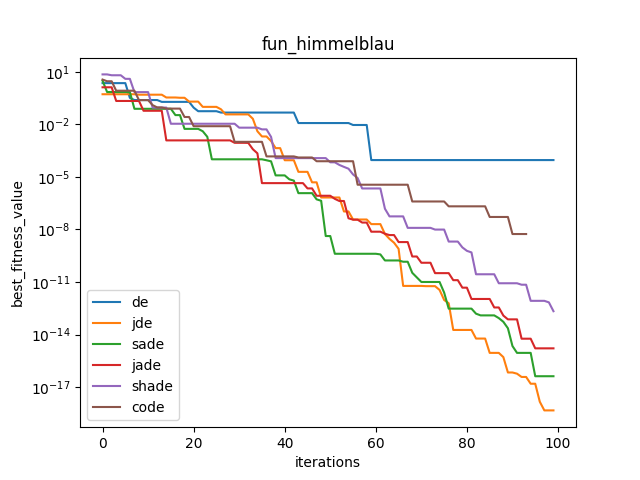 fun_himmelblau
best_fitness_value
10^1
10^−2
10^−5
10^−8
10^−11
10^−14
10^−17
de
jde
sade
jade
shade
code
0 20 40 60 80 100
iterations